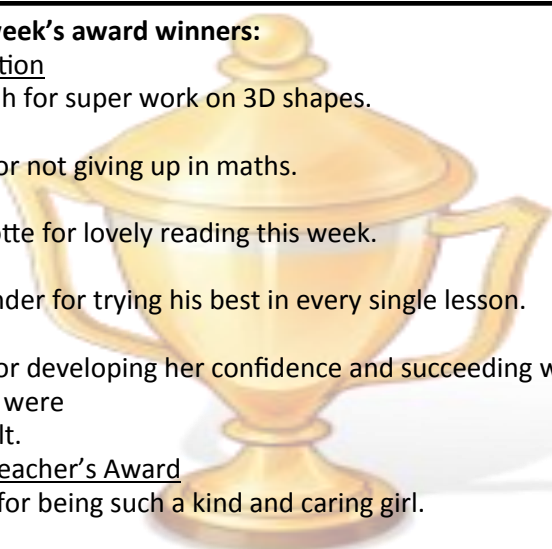 eek's award winners:
tion
h for super work on 3D shapes.
or not giving up in maths.
otte for lovely reading this week.
nder for trying his best in every single lesson.
or developing her confidence and succeeding w
were
lt.
eacher's Award
for being such a kind and caring girl.